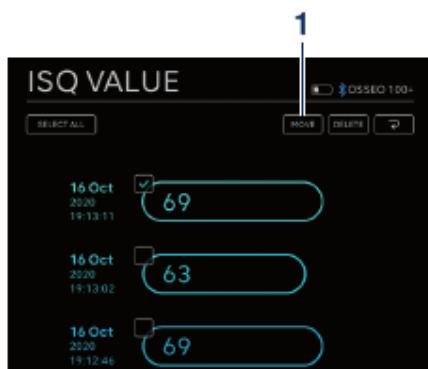 1
ISQ VALUE
OSSEO 100+
SELECT ALL
MOVE DELETE
16 Oct
2020
19:13:11
69
16 Oct
2020
19:13:02
63
16 Oct
2020
19:12:46
69